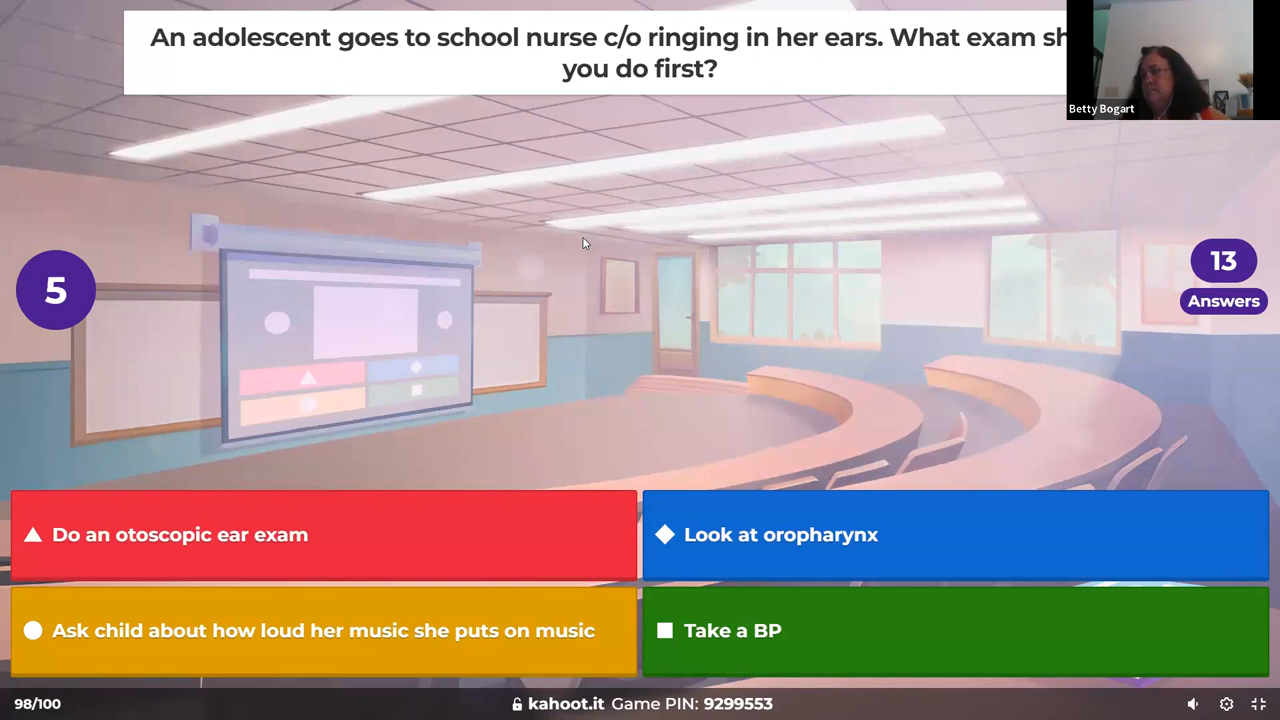 An adolescent goes to school nurse c/o ringing in her ears. What exam
you do first?
Betty Bogart
5
13
Answers
Do an otoscopic ear exam
Look at oropharynx
Ask child about how loud her music she puts on music
Take a BP
98/100
kahoot.it Game PIN: 9299553